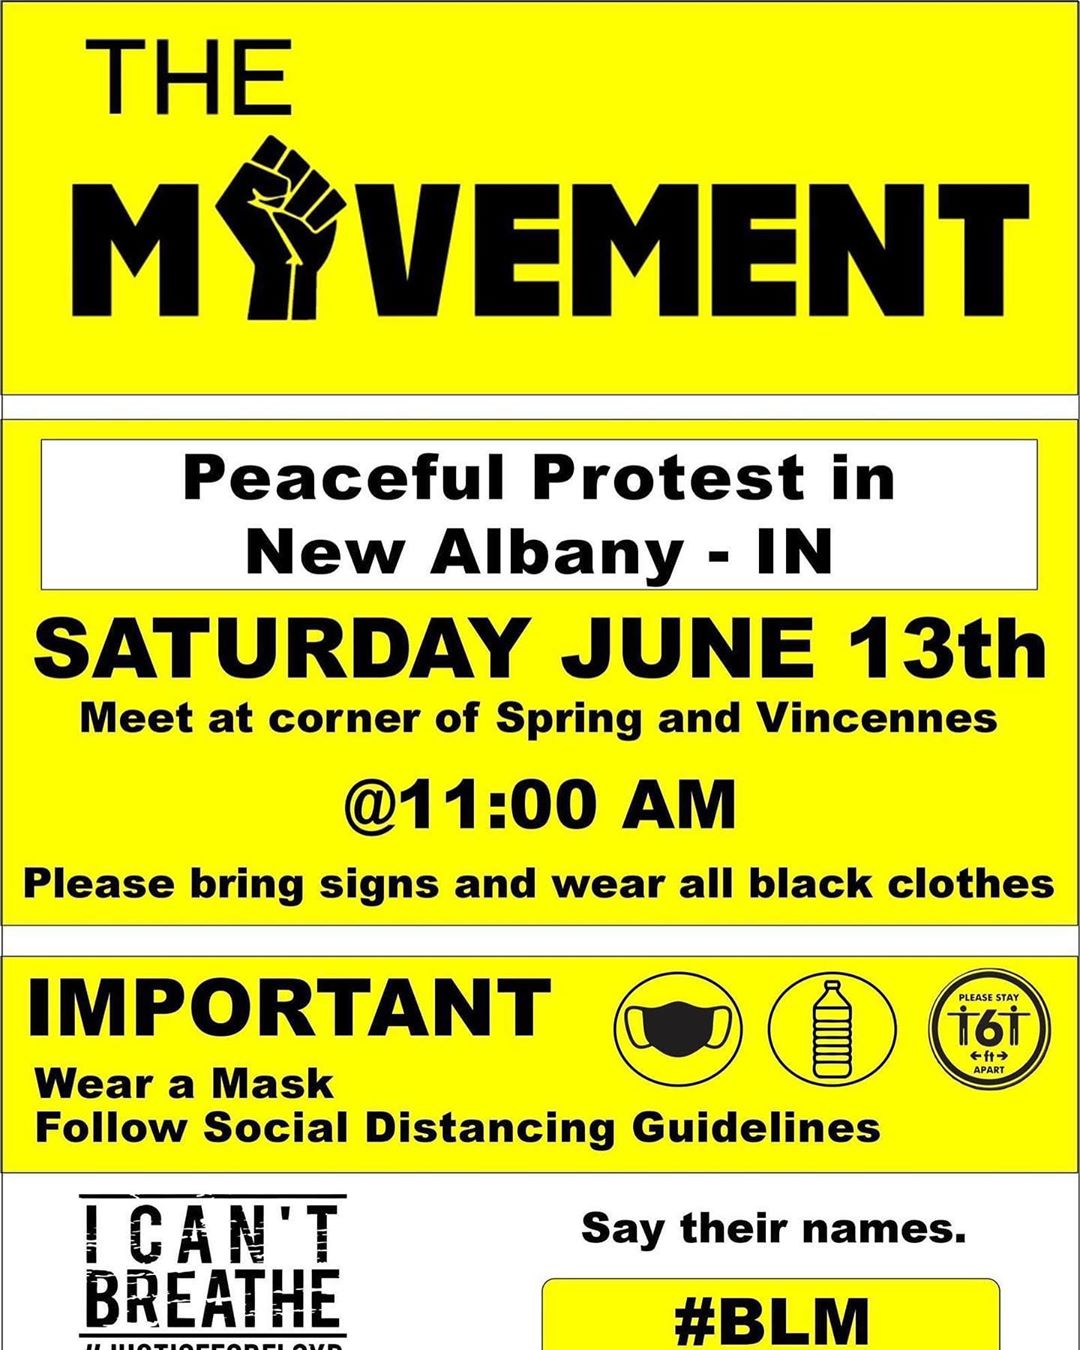 THE
MOVEMENT
Peaceful Protest in
New Albany - IN
SATURDAY JUNE 13th
Meet at corner of Spring and Vincennes
@11:00 AM
Please bring signs and wear all black clothes
IMPORTANT
PLEASE STAY
6
ft
APART
Wear a Mask
Follow Social Distancing Guidelines
I CAN'T
BREATHE
#JUSTICEFORFLOYD
Say their names.
#BLM